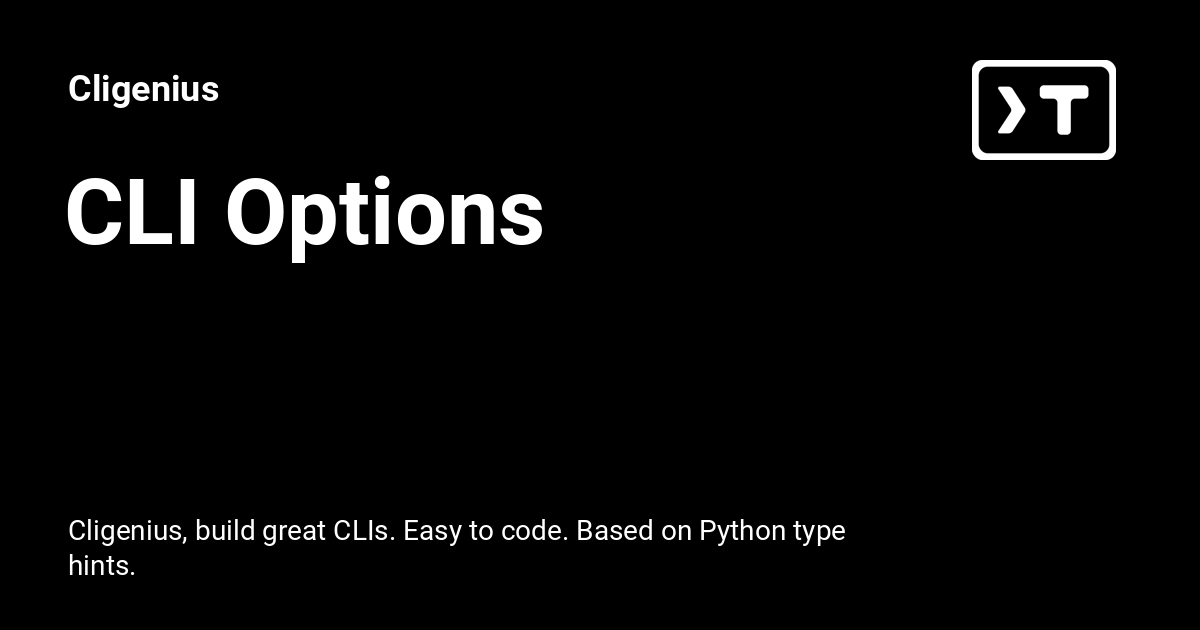 Cligenius
CLI Options
Cligenius, build great CLIs. Easy to code. Based on Python type
hints.
T